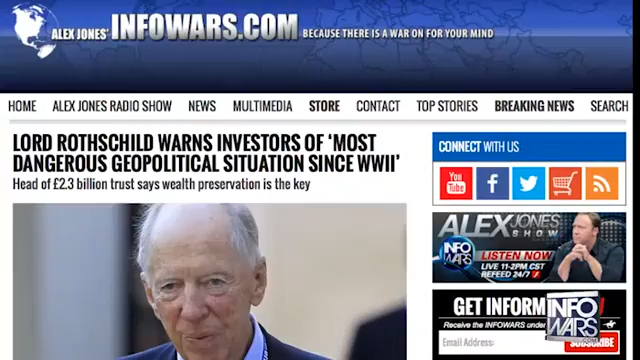 ALEX JONES' INFOWARS.COM BECAUSE THERE IS A WAR ON FOR YOUR MIND
HOME ALEX JONES RADIO SHOW NEWS MULTIMEDIA STORE CONTACT TOP STORIES BREAKING NEWS SEARCH
LORD ROTHSCHILD WARNS INVESTORS OF 'MOST
DANGEROUS GEOPOLITICAL SITUATION SINCE WWII'
Head of £2.3 billion trust says wealth preservation is the key
CONNECT WITH US
You
Tube
ALEX JONES
SHOW
INFO
WARS
LISTEN NOW
LIVE 11-2PM CST
REFEED 24/7
GET INFORM
Receive the INFOWARS
Email Address:
SUBSCRIBE
INFO
WARS
.COM